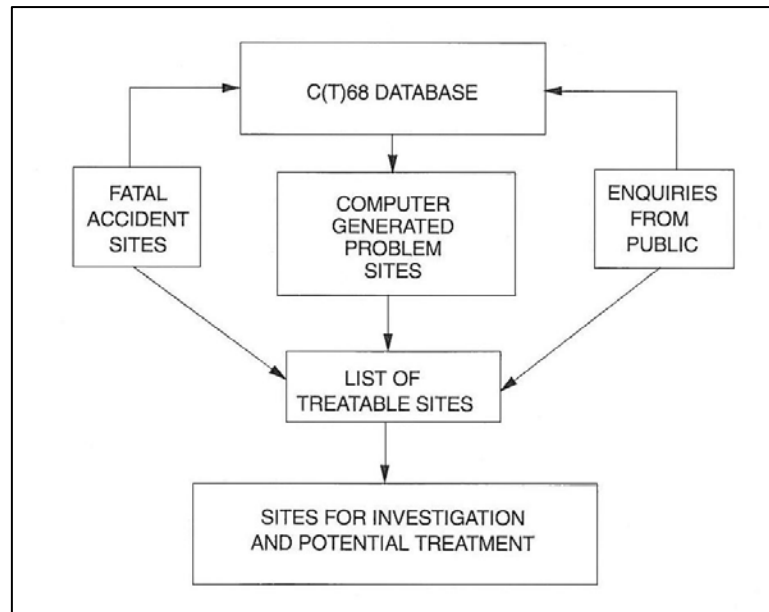 C(T)68 DATABASE
FATAL
ACCIDENT
SITES
COMPUTER
GENERATED
PROBLEM
SITES
ENQUIRIES
FROM
PUBLIC
LIST OF
TREATABLE SITES
SITES FOR INVESTIGATION
AND POTENTIAL TREATMENT